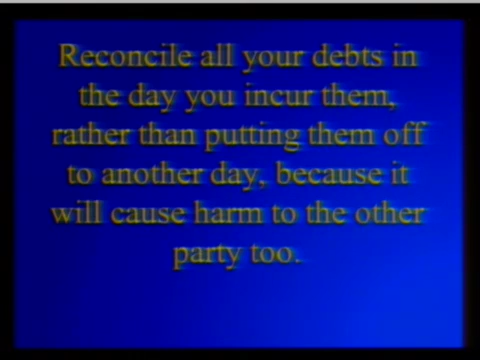 Reconcile all your debts in
the day you incur them,
rather than putting them off
to another day, because it
will cause harm to the other
party too.